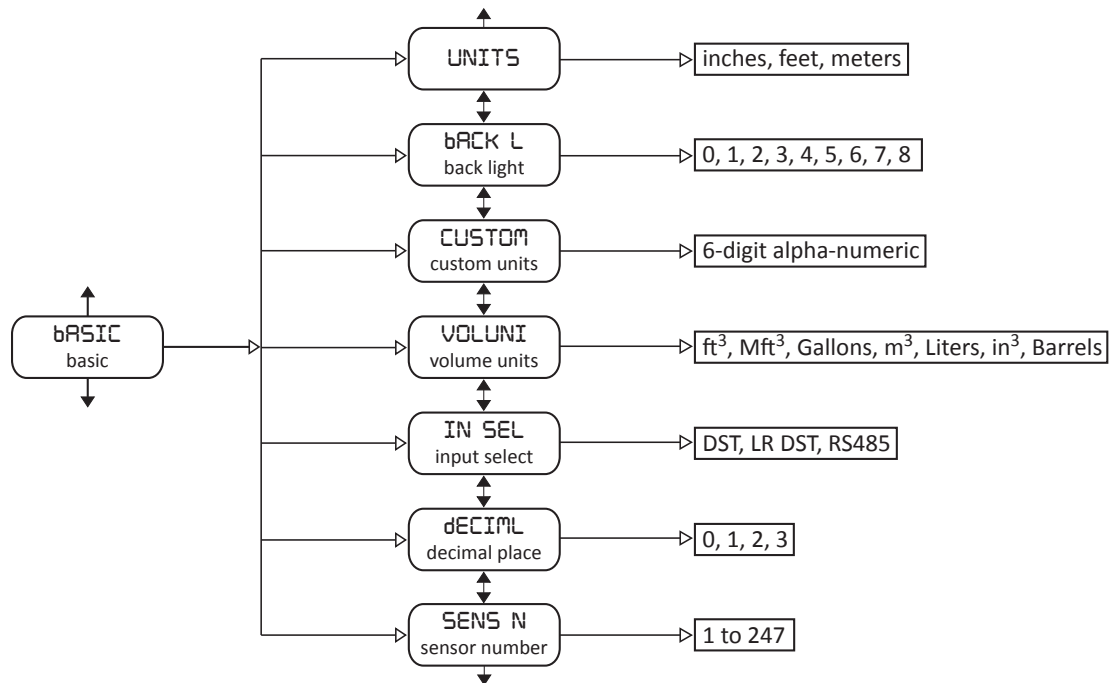 UNITS
inches, feet, meters
bACK L
back light
0, 1, 2, 3, 4, 5, 6, 7, 8
CUSTOM
custom units
6-digit alpha-numeric
bASIC
basic
VOLUNI
volume units
ft³, Mft³, Gallons, m³, Liters, in³, Barrels
IN SEL
input select
DST, LR DST, RS485
dECIML
decimal place
0, 1, 2, 3
SENS N
sensor number
1 to 247